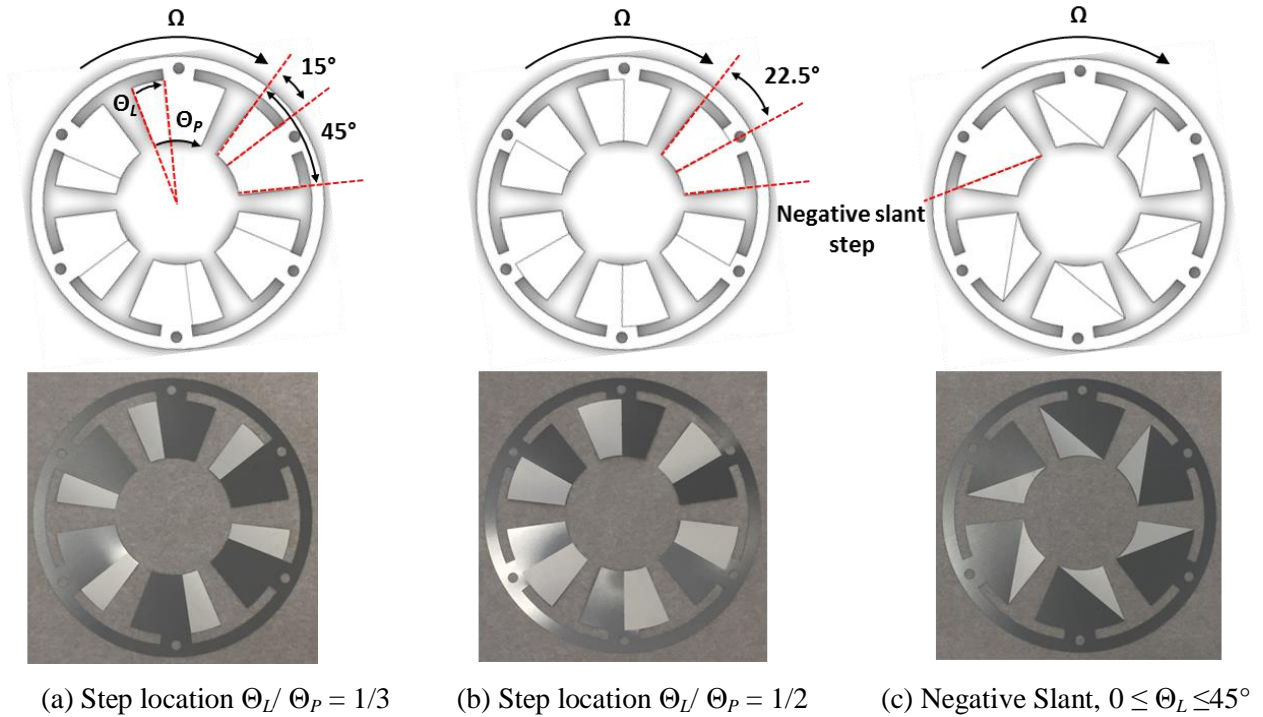 Ω
15°
Θ_L
Θ_P
45°
Ω
22.5°
Ω
Negative slant
step
(a) Step location Θ_L/ Θ_P = 1/3
(b) Step location Θ_L/ Θ_P = 1/2
(c) Negative Slant, 0 ≤ Θ_L ≤45°